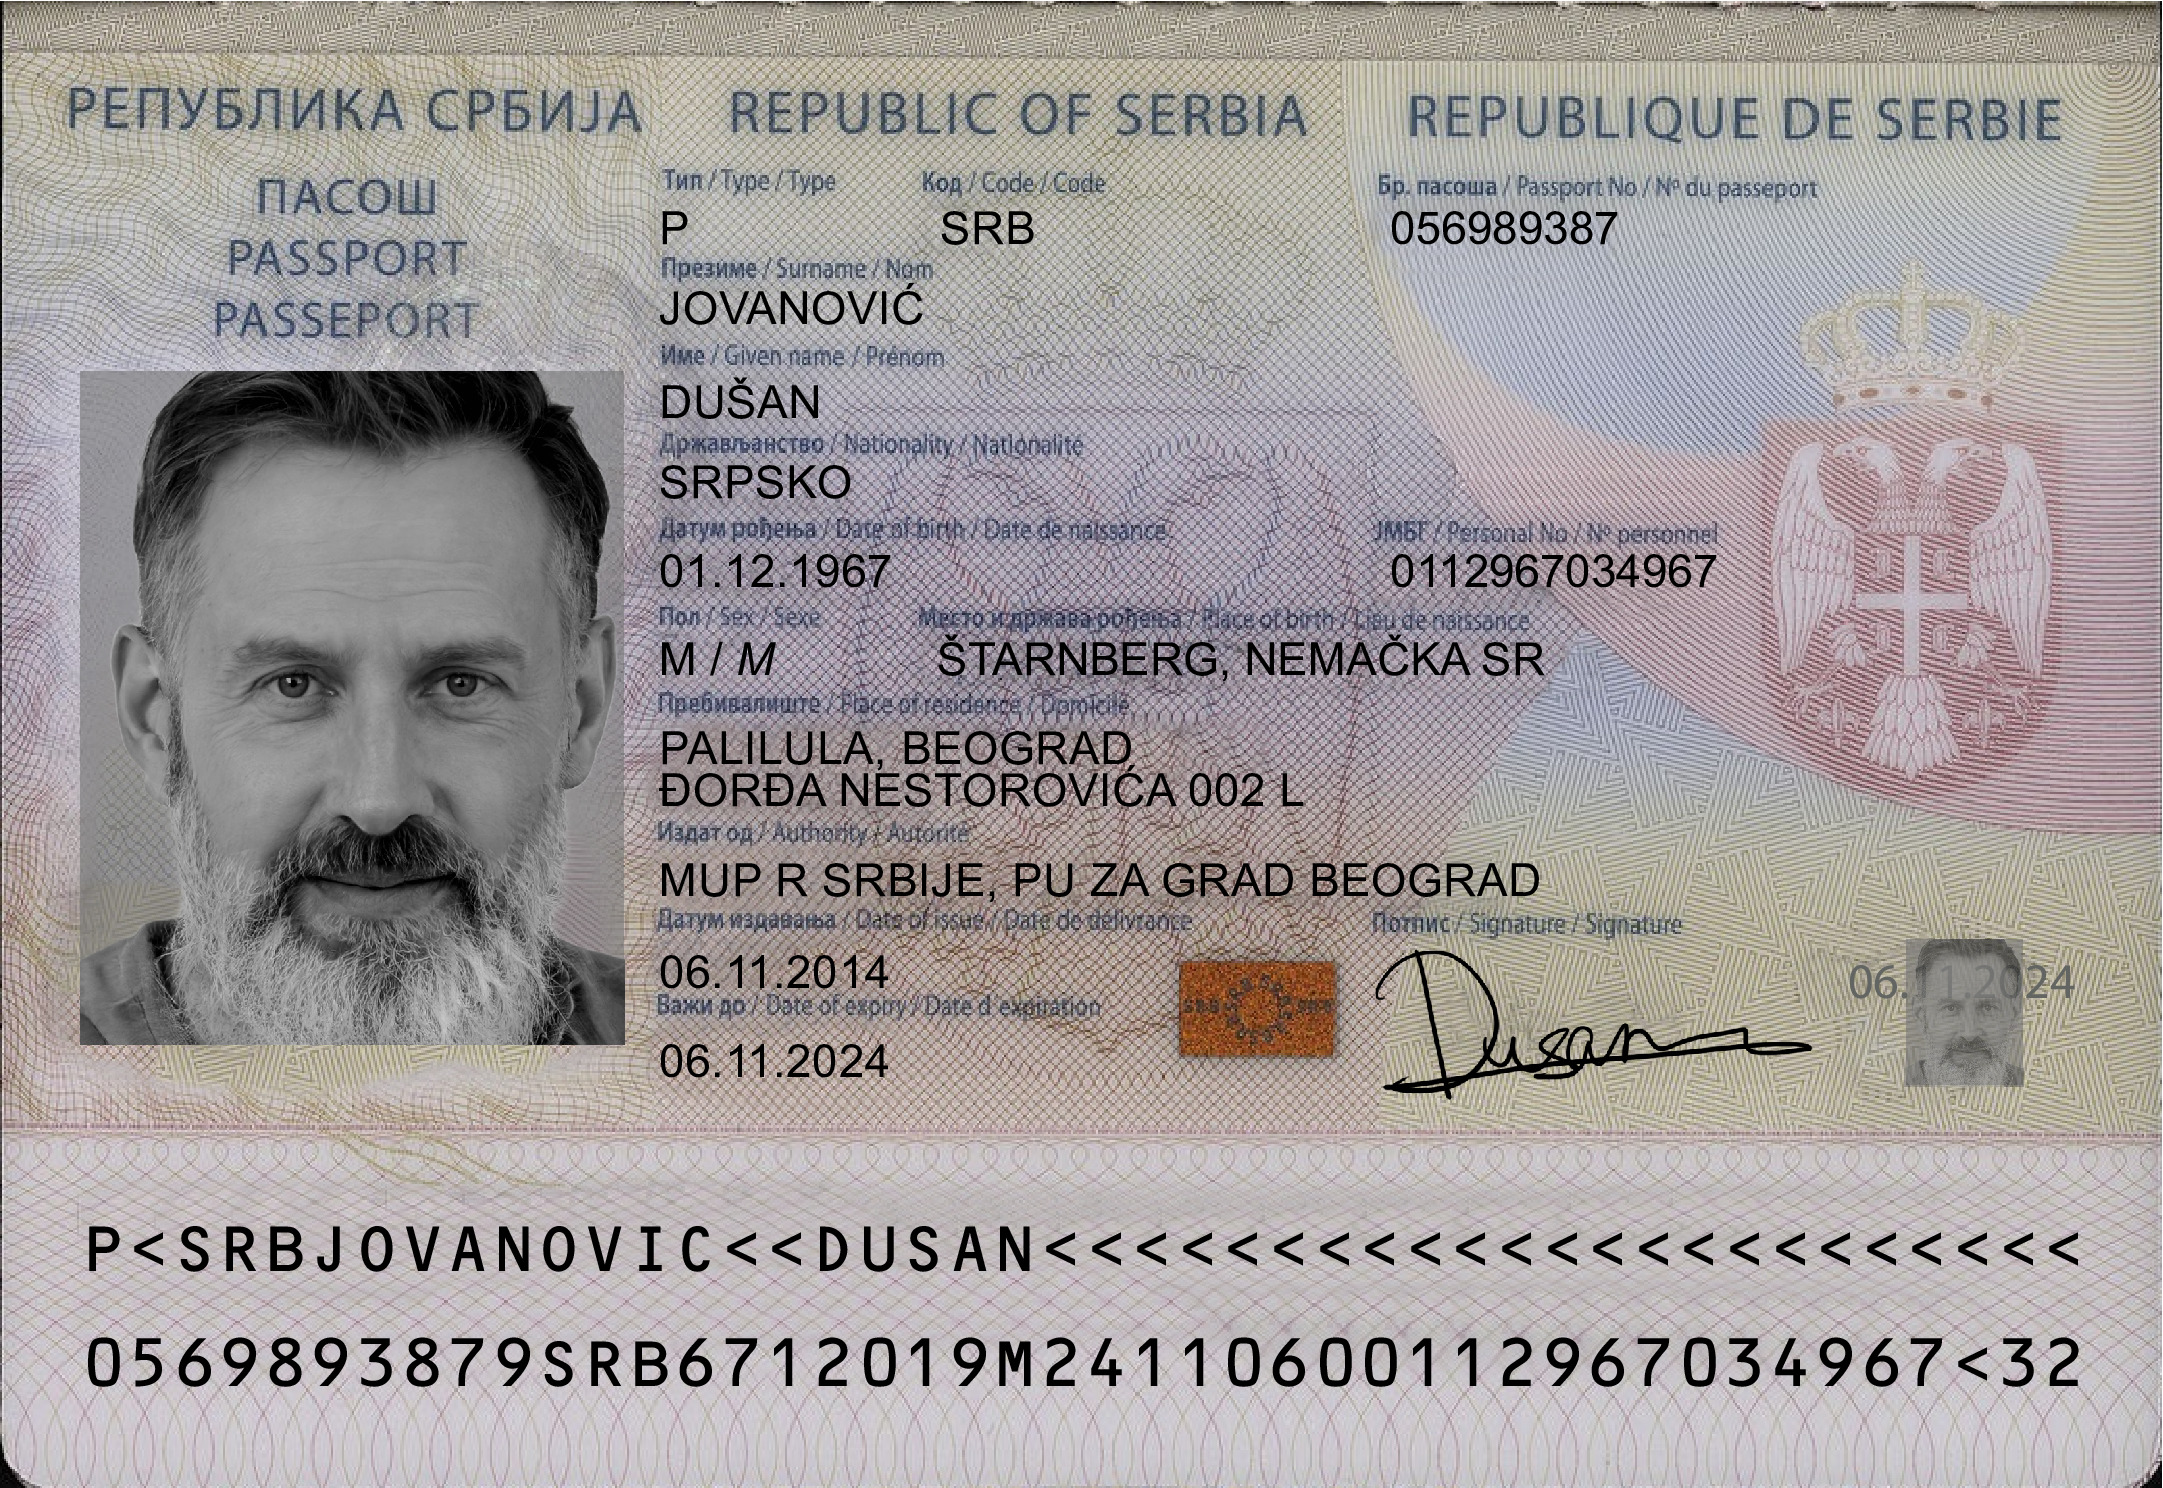 РЕПУБЛИКА СРБИЈА REPUBLIC OF SERBIA REPUBLIQUE DE SERBIE
ПАСОШ
PASSPORT
PASSEPORT
Тип / Type / Type Код / Code / Code Бр. пасоша / Passport No / Nº du passeport
P SRB 056989387
Презиме / Surname / Nom
JOVANOVIĆ
Име / Given name / Prénom
DUŠAN
Држављанство / Nationality / Nationalité
SRPSKO
Датум рођења / Date of birth / Date de naissance ЈМБГ / Personal No / Nº personnel
01.12.1967 0112967034967
Пол / Sex / Sexe Место и држава рођења / Place of birth / Lieu de naissance
M / M ŠTARNBERG, NEMAČKA SR
Пребивалиште / Place of residence / Domicile
PALILULA, BEOGRAD
ĐORĐA NESTOROVIĆA 002 L
Издат од / Authority / Autorité
MUP R SRBIJE, PU ZA GRAD BEOGRAD
Датум издавања / Date of issue / Date de délivrance Потпис / Signature / Signature
06.11.2014
Dusan
06.11.2024
Важи до / Date of expiry / Date d expiration
06.11.2024
P<SRBJOVANOVIC<<DUSAN<<<<<<<<<<<<<<<<<<<<<<<
0569893879SRB6712019M24110600112967034967<32